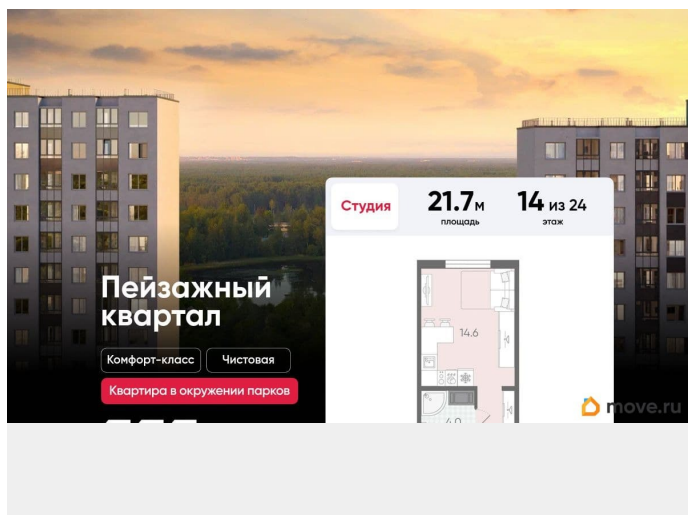 Студия
21.7м
площадь
14 из 24
этаж
Пейзажный
квартал
14.6
Комфорт-класс
Чистовая
Квартира в окружении парков
move.ru